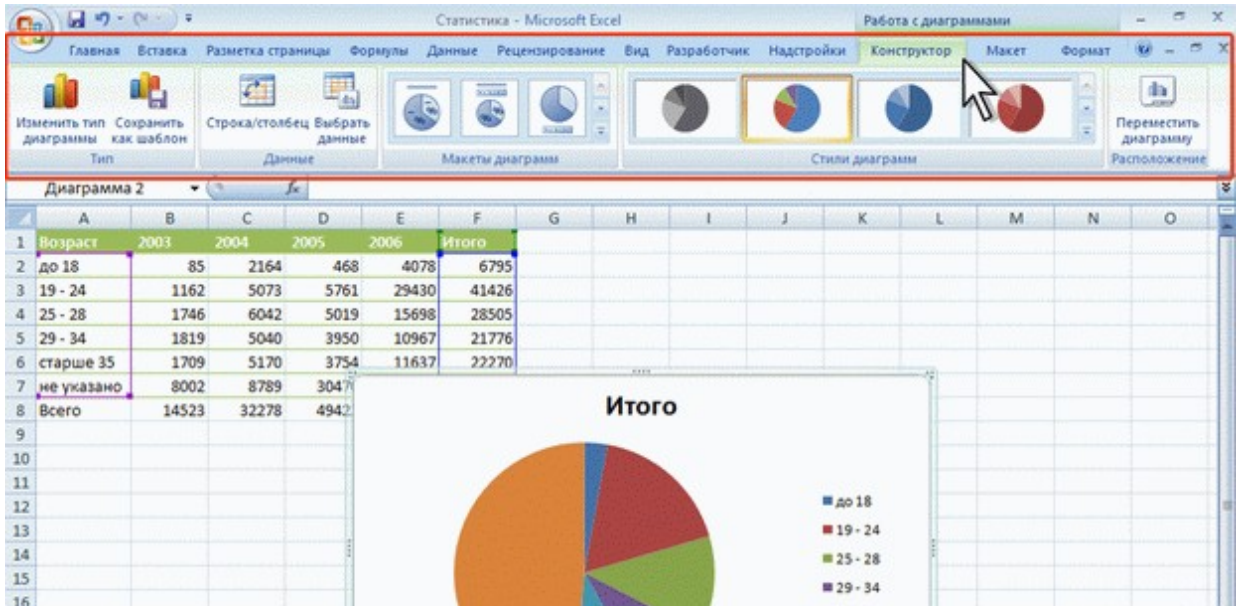 Статистика - Microsoft Excel
Работа с диаграммами
Главная Вставка Разметка страницы Формулы Данные Рецензирование Вид Разработчик Надстройки Конструктор Макет Формат
Изменить тип диаграммы
Сохранить как шаблон
Строка/столбец
Выбрать данные
Переместить диаграмму
Тип Данные Макеты диаграмм Стили диаграмм Расположение
Диаграмма 2 fx
A B C D E F G H I J K L M N O
1 Возраст 2003 2004 2005 2006 Итого
2 до 18 85 2164 468 4078 6795
3 19 - 24 1162 5073 5761 29430 41426
4 25 - 28 1746 6042 5019 15698 28505
5 29 - 34 1819 5040 3950 10967 21776
6 старше 35 1709 5170 3754 11637 22270
7 не указано 8002 8789 3047
8 Всего 14523 32278 4942
9
10
11
12
13
14
15
16
Итого
до 18
19 - 24
25 - 28
29 - 34